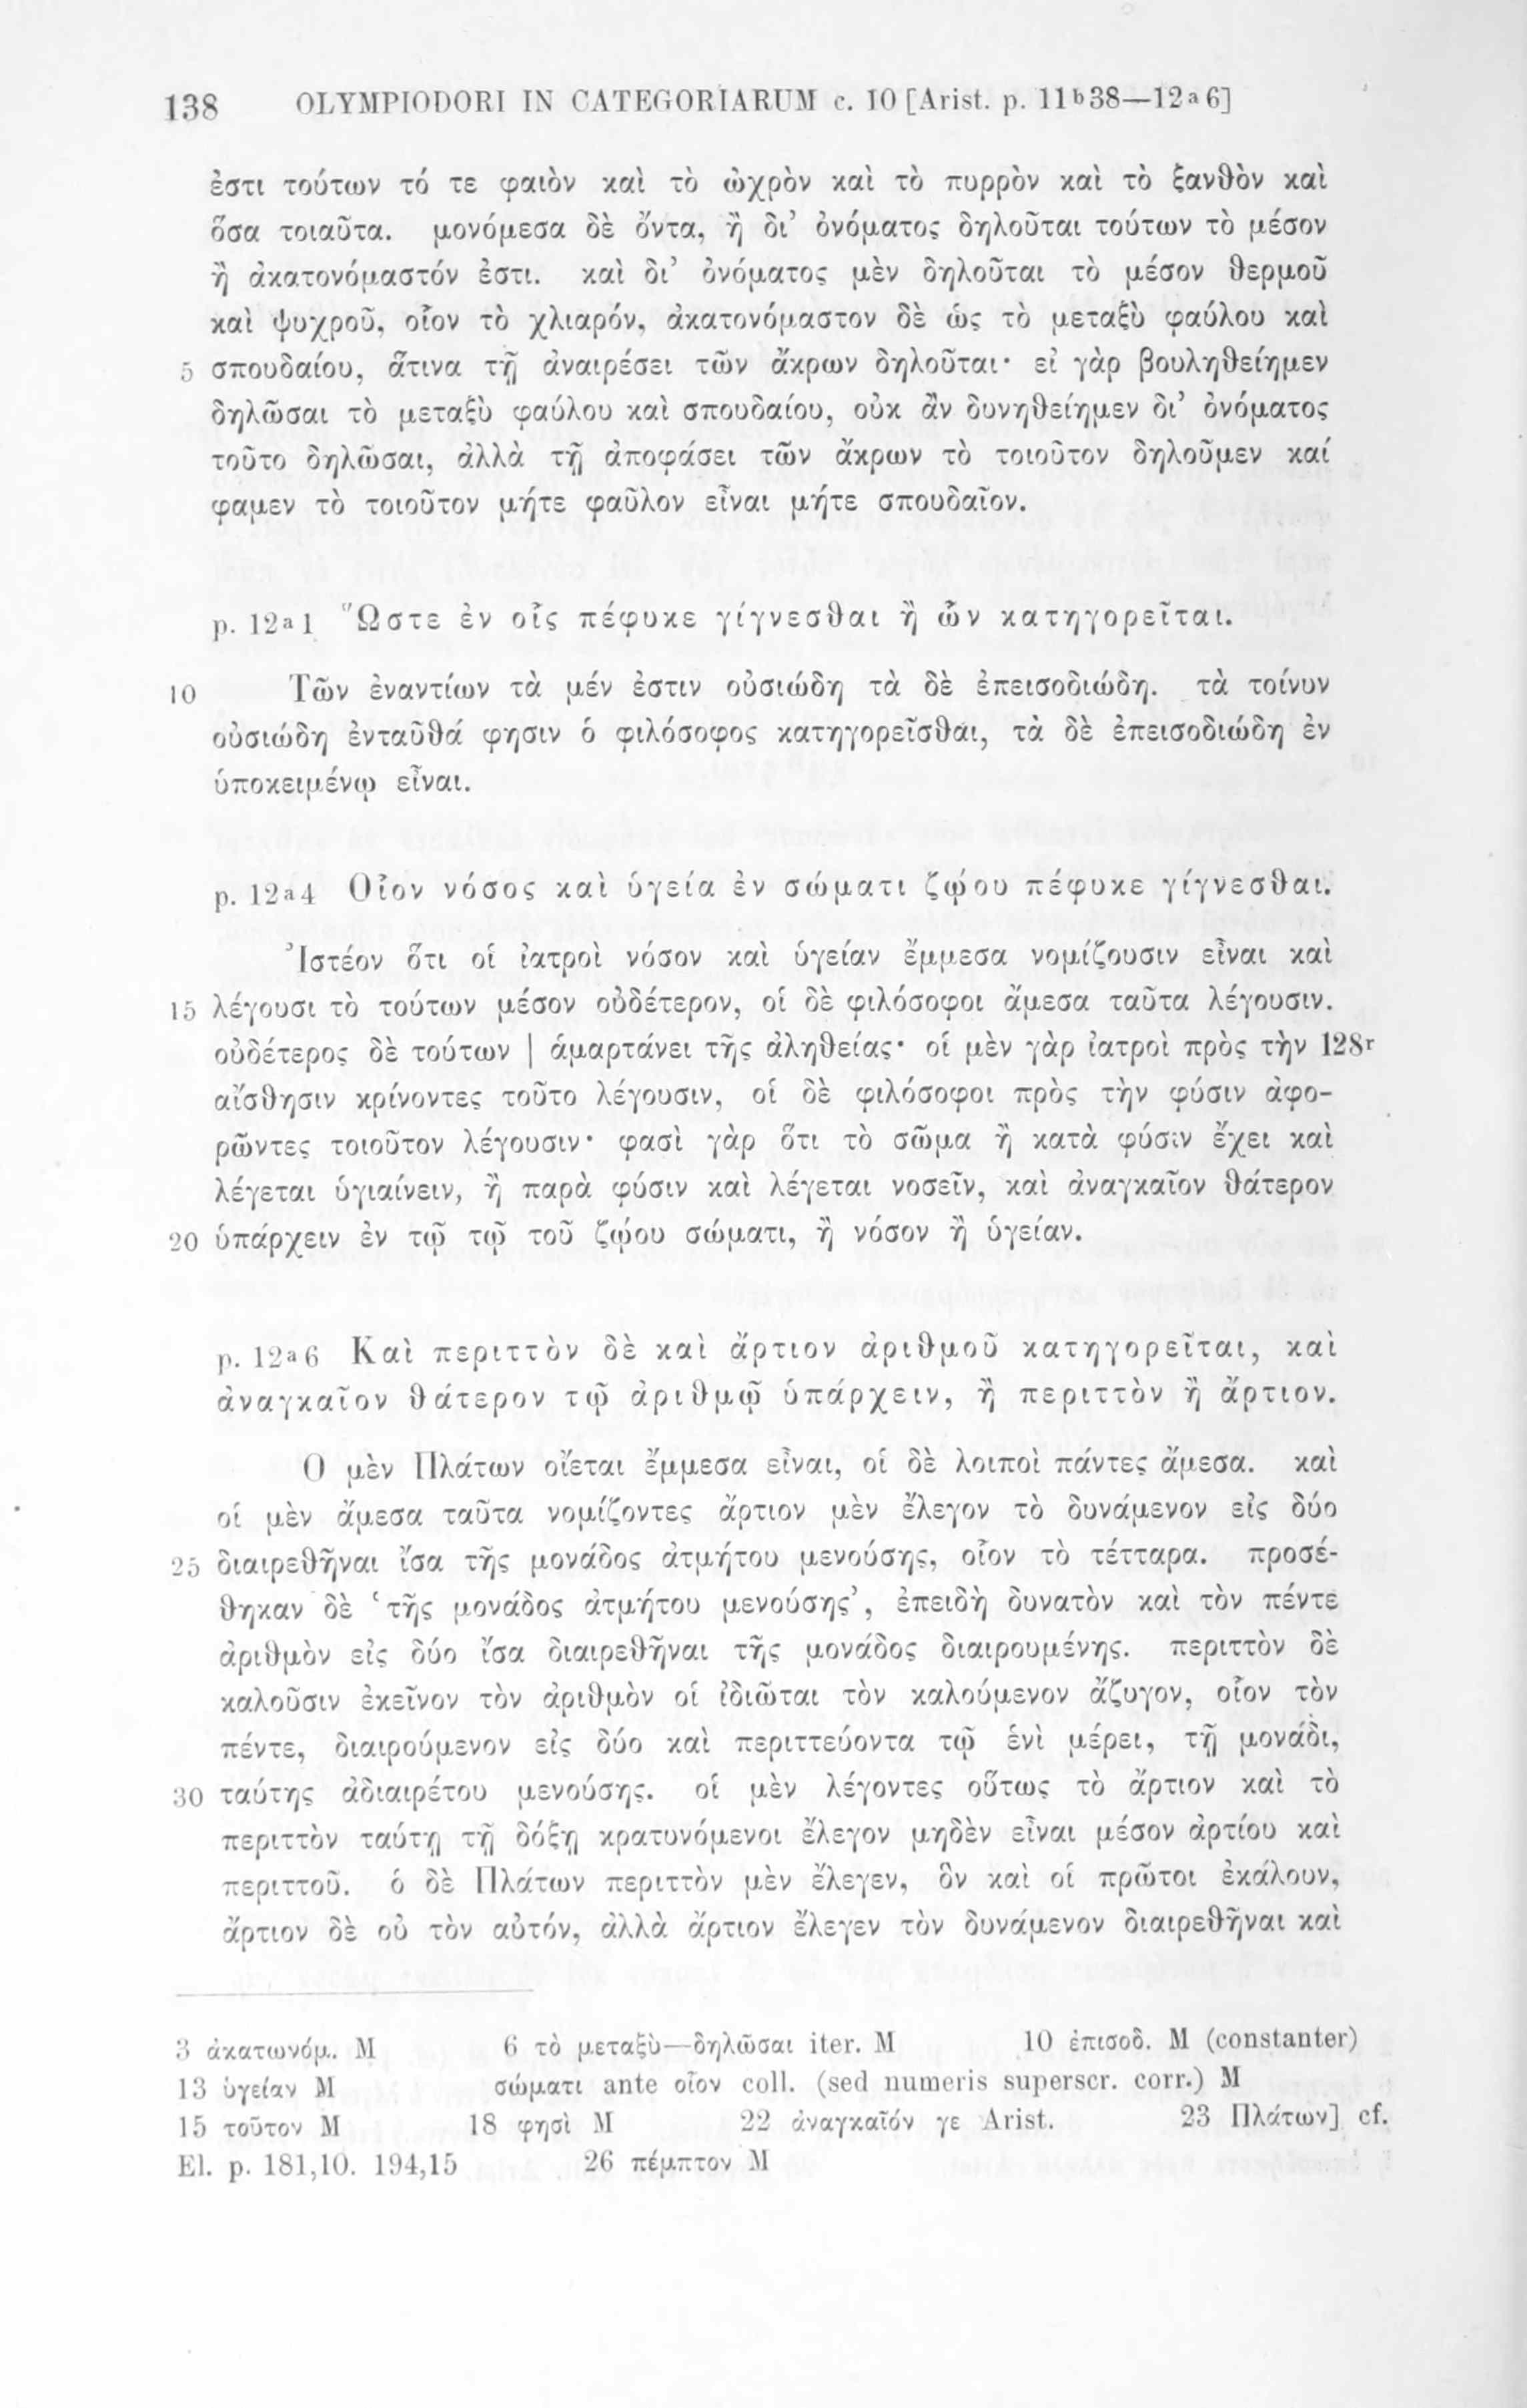 138 OLYMPIODORI IN CATEGORIARUM c. 10 [Arist. p. 11ᵇ38—12ᵃ6]
ἐστι τούτων τό τε φαιὸν καὶ τὸ ὠχρὸν καὶ τὸ πυρρὸν καὶ τὸ ξανθὸν καὶ
ὅσα τοιαῦτα. μονόμεσα δὲ ὄντα, ἢ δι’ ὀνόματος δηλοῦται τούτων τὸ μέσον
ἢ ἀκατονόμαστόν ἐστι. καὶ δι’ ὀνόματος μὲν δηλοῦται τὸ μέσον θερμοῦ
καὶ ψυχροῦ, οἷον τὸ χλιαρόν, ἀκατονόμαστον δὲ ὡς τὸ μεταξὺ φαύλου καὶ
5 σπουδαίου, ἅτινα τῇ ἀναιρέσει τῶν ἄκρων δηλοῦται· εἰ γὰρ βουληθείημεν
δηλῶσαι τὸ μεταξὺ φαύλου καὶ σπουδαίου, οὐκ ἂν δυνηθείημεν δι’ ὀνόματος
τοῦτο δηλῶσαι, ἀλλὰ τῇ ἀποφάσει τῶν ἄκρων τὸ τοιοῦτον δηλοῦμεν καί
φαμεν τὸ τοιοῦτον μήτε φαῦλον εἶναι μήτε σπουδαῖον.
p. 12ᵃ1 Ὥστε ἐν οἷς πέφυκε γίγνεσθαι ἢ ὧν κατηγορεῖται.
10 Τῶν ἐναντίων τὰ μέν ἐστιν οὐσιώδη τὰ δὲ ἐπεισοδιώδη. τὰ τοίνυν
οὐσιώδη ἐνταῦθά φησιν ὁ φιλόσοφος κατηγορεῖσθαι, τὰ δὲ ἐπεισοδιώδη ἐν
ὑποκειμένῳ εἶναι.
p. 12ᵃ4 Οἷον νόσος καὶ ὑγεία ἐν σώματι ζῴου πέφυκε γίγνεσθαι.
Ἰστέον ὅτι οἱ ἰατροὶ νόσον καὶ ὑγείαν ἔμμεσα νομίζουσιν εἶναι καὶ
15 λέγουσι τὸ τούτων μέσον οὐδέτερον, οἱ δὲ φιλόσοφοι ἄμεσα ταῦτα λέγουσιν.
οὐδέτερος δὲ τούτων | ἁμαρτάνει τῆς ἀληθείας· οἱ μὲν γὰρ ἰατροὶ πρὸς τὴν 128ʳ
αἴσθησιν κρίνοντες τοῦτο λέγουσιν, οἱ δὲ φιλόσοφοι πρὸς τὴν φύσιν ἀφο-
ρῶντες τοιοῦτον λέγουσιν· φασὶ γὰρ ὅτι τὸ σῶμα ἢ κατὰ φύσιν ἔχει καὶ
λέγεται ὑγιαίνειν, ἢ παρὰ φύσιν καὶ λέγεται νοσεῖν, καὶ ἀναγκαῖον θάτερον
20 ὑπάρχειν ἐν τῷ τῷ τοῦ ζῴου σώματι, ἢ νόσον ἢ ὑγείαν.
p. 12ᵃ6 Καὶ περιττὸν δὲ καὶ ἄρτιον ἀριθμοῦ κατηγορεῖται, καὶ
ἀναγκαῖον θάτερον τῷ ἀριθμῷ ὑπάρχειν, ἢ περιττὸν ἢ ἄρτιον.
Ο μὲν Πλάτων οἴεται ἔμμεσα εἶναι, οἱ δὲ λοιποὶ πάντες ἄμεσα. καὶ
οἱ μὲν ἄμεσα ταῦτα νομίζοντες ἄρτιον μὲν ἔλεγον τὸ δυνάμενον εἰς δύο
25 διαιρεθῆναι ἴσα τῆς μονάδος ἀτμήτου μενούσης, οἷον τὸ τέτταρα. προσέ-
θηκαν δὲ ‘τῆς μονάδος ἀτμήτου μενούσης’, ἐπειδὴ δυνατὸν καὶ τὸν πέντε
ἀριθμὸν εἰς δύο ἴσα διαιρεθῆναι τῆς μονάδος διαιρουμένης. περιττὸν δὲ
καλοῦσιν ἐκεῖνον τὸν ἀριθμὸν οἱ ἰδιῶται τὸν καλούμενον ἄζυγον, οἷον τὸν
πέντε, διαιρούμενον εἰς δύο καὶ περιττεύοντα τῷ ἑνὶ μέρει, τῇ μονάδι,
30 ταύτης ἀδιαιρέτου μενούσης. οἱ μὲν λέγοντες οὕτως τὸ ἄρτιον καὶ τὸ
περιττὸν ταύτῃ τῇ δόξῃ κρατυνόμενοι ἔλεγον μηδὲν εἶναι μέσον ἀρτίου καὶ
περιττοῦ. ὁ δὲ Πλάτων περιττὸν μὲν ἔλεγεν, ὃν καὶ οἱ πρῶτοι ἐκάλουν,
ἄρτιον δὲ οὐ τὸν αὐτόν, ἀλλὰ ἄρτιον ἔλεγεν τὸν δυνάμενον διαιρεθῆναι καὶ
3 ἀκατωνόμ. M 6 τὸ μεταξὺ—δηλῶσαι iter. M 10 ἐπισοδ. M (constanter)
13 ὑγείαν M σώματι ante οἷον coll. (sed numeris superscr. corr.) M
15 τοῦτον M 18 φησὶ M 22 ἀναγκαῖόν γε Arist. 23 Πλάτων] cf.
El. p. 181,10. 194,15 26 πέμπτον M